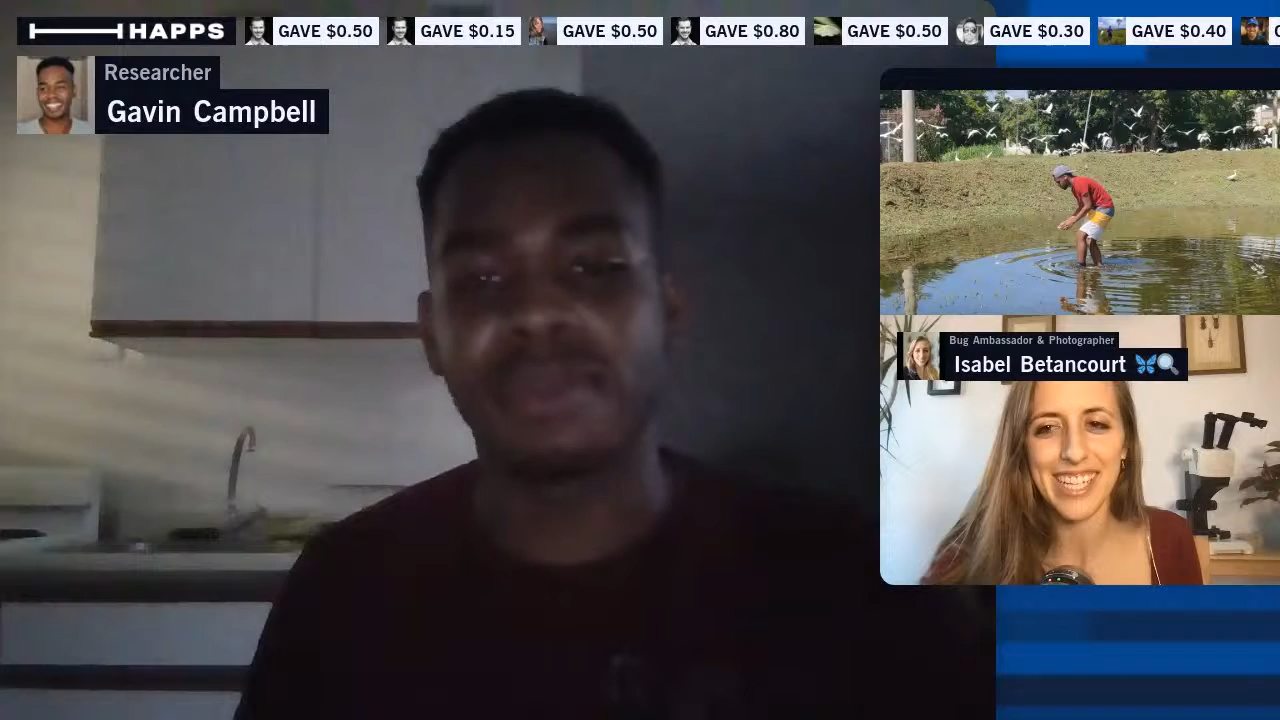 HAPPS
GAVE $0.50
GAVE $0.15
GAVE $0.50
GAVE $0.80
GAVE $0.50
GAVE $0.30
GAVE $0.40
Researcher
Gavin Campbell
Bug Ambassador & Photographer
Isabel Betancourt 🦋🔍